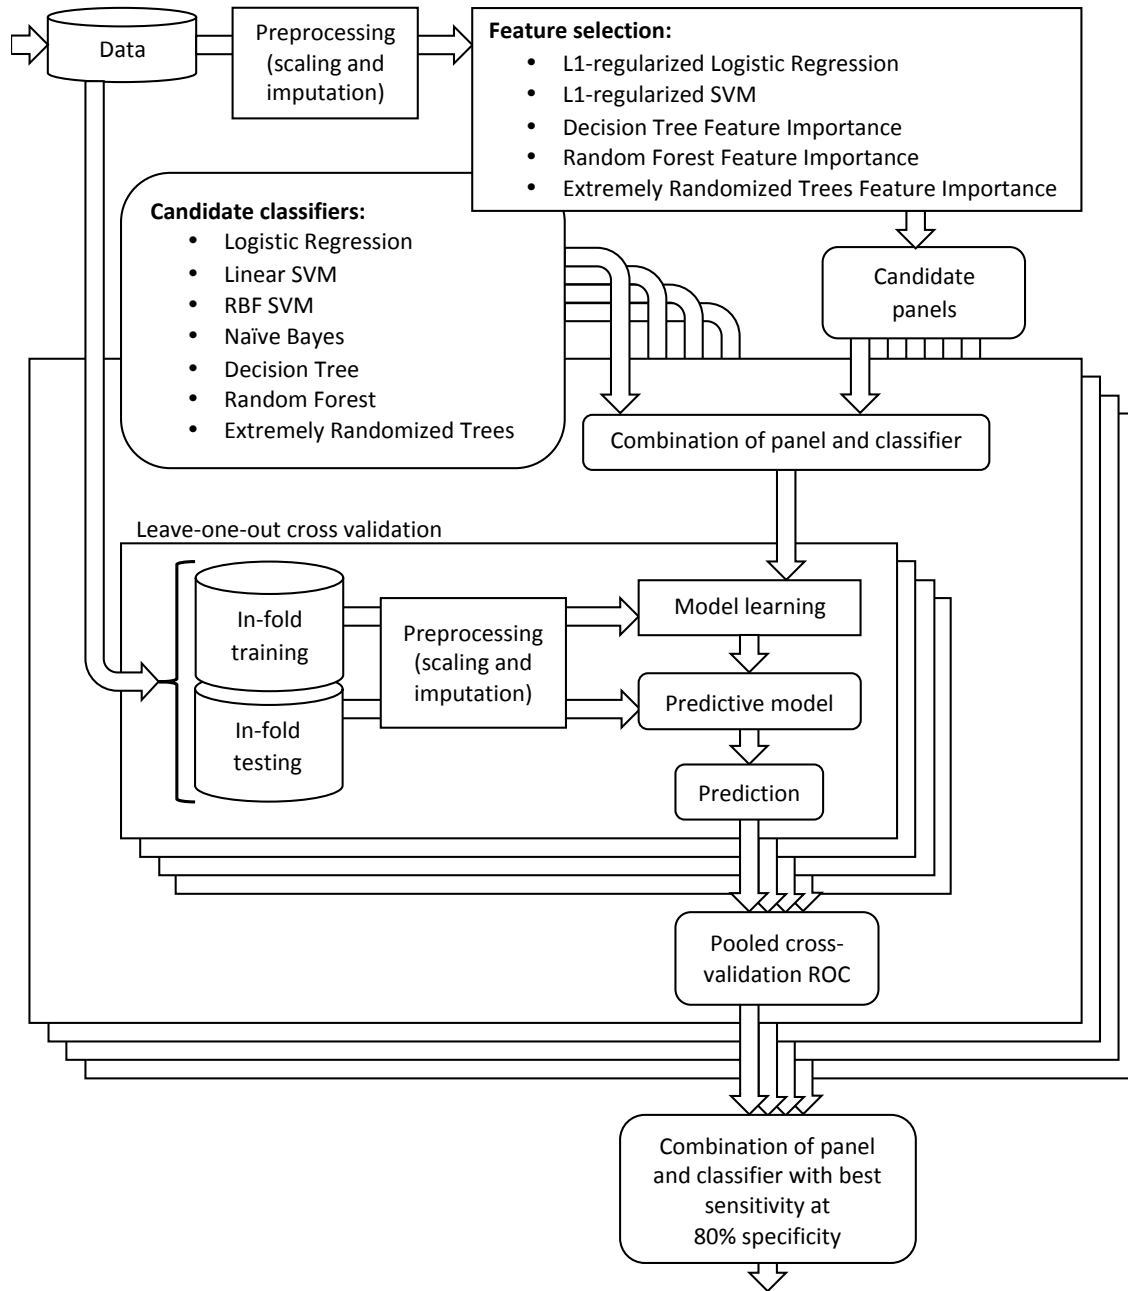 Data
Preprocessing
(scaling and
imputation)
Feature selection:
• L1-regularized Logistic Regression
• L1-regularized SVM
• Decision Tree Feature Importance
• Random Forest Feature Importance
• Extremely Randomized Trees Feature Importance
Candidate classifiers:
• Logistic Regression
• Linear SVM
• RBF SVM
• Naïve Bayes
• Decision Tree
• Random Forest
• Extremely Randomized Trees
Candidate
panels
Combination of panel and classifier
Leave-one-out cross validation
In-fold
training
In-fold
testing
Preprocessing
(scaling and
imputation)
Model learning
Predictive model
Prediction
Pooled cross-
validation ROC
Combination of panel
and classifier with best
sensitivity at
80% specificity